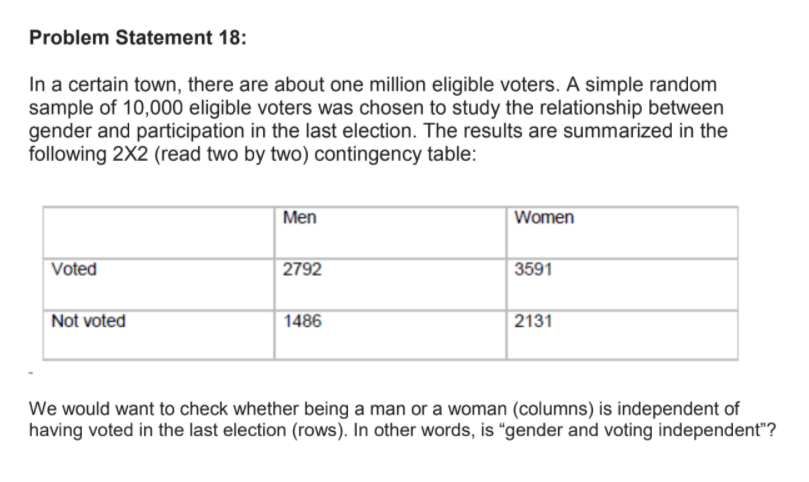 Problem Statement 18:
In a certain town, there are about one million eligible voters. A simple random
sample of 10,000 eligible voters was chosen to study the relationship between
gender and participation in the last election. The results are summarized in the
following 2X2 (read two by two) contingency table:
Men Women
Voted 2792 3591
Not voted 1486 2131
-
We would want to check whether being a man or a woman (columns) is independent of
having voted in the last election (rows). In other words, is “gender and voting independent”?